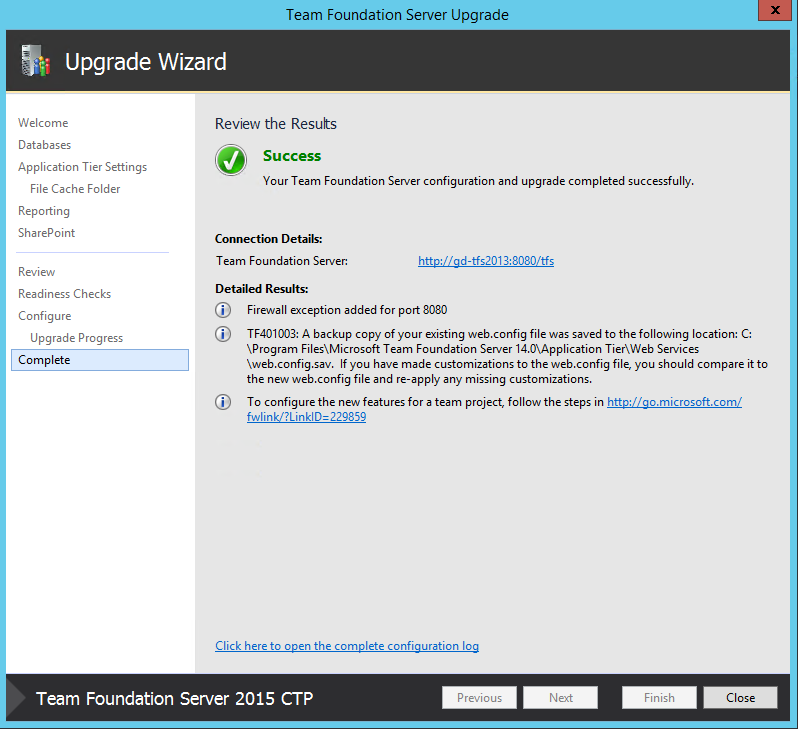 Team Foundation Server Upgrade
x
Upgrade Wizard
Welcome
Databases
Application Tier Settings
File Cache Folder
Reporting
SharePoint
Review
Readiness Checks
Configure
Upgrade Progress
Complete
Review the Results
Success
Your Team Foundation Server configuration and upgrade completed successfully.
Connection Details:
Team Foundation Server: http://gd-tfs2013:8080/tfs
Detailed Results:
Firewall exception added for port 8080
TF401003: A backup copy of your existing web.config file was saved to the following location: C:
\Program Files\Microsoft Team Foundation Server 14.0\Application Tier\Web Services
\web.config.sav.  If you have made customizations to the web.config file, you should compare it to
the new web.config file and re-apply any missing customizations.
To configure the new features for a team project, follow the steps in http://go.microsoft.com/
fwlink/?LinkID=229859
Click here to open the complete configuration log
Team Foundation Server 2015 CTP
Previous
Next
Finish
Close